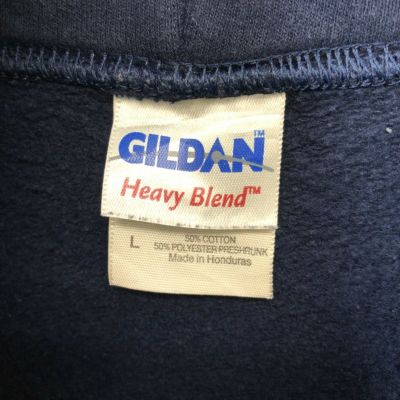 GILDAN™
Heavy Blend™
L
50% COTTON
50% POLYESTER PRESHRUNK
Made in Honduras